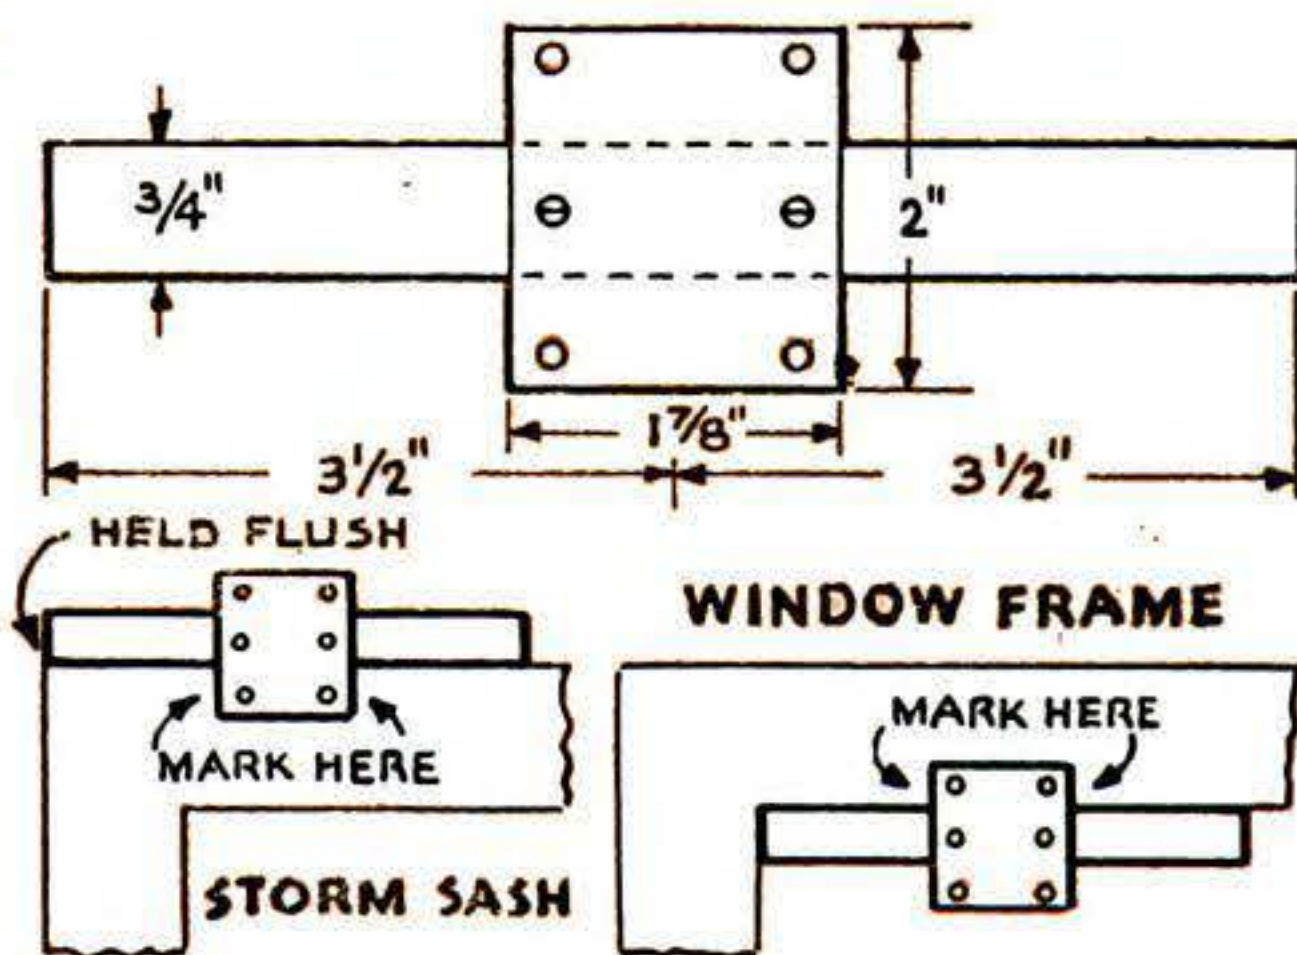 3/4"
2"
1 7/8"
3 1/2"
3 1/2"
HELD FLUSH
WINDOW FRAME
MARK HERE
MARK HERE
STORM SASH